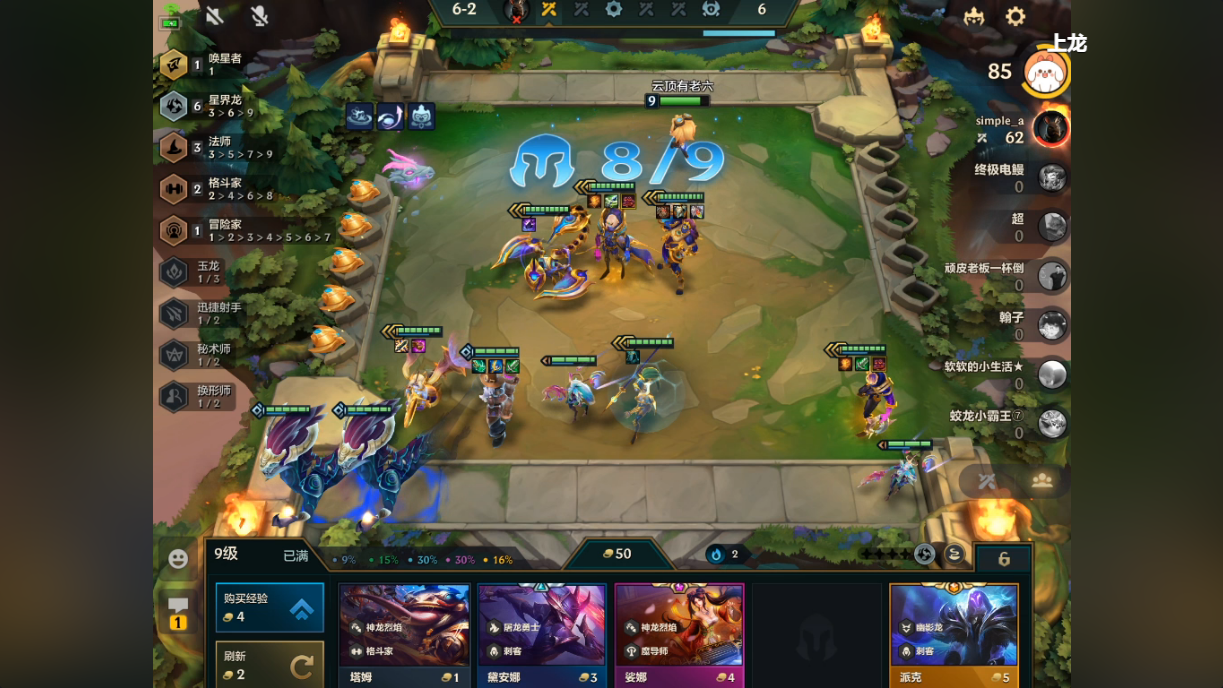 6-2
6
上龙
1
唤星者
1
6
星界龙
3 > 6 > 9
3
法师
3 > 5 > 7 > 9
2
格斗家
2 > 4 > 6 > 8
1
冒险家
1 > 2 > 3 > 4 > 5 > 6 > 7
玉龙
1 / 3
迅捷射手
1 / 2
秘术师
1 / 2
换形师
1 / 2
云顶有老六
9
8/9
85
simple_a
62
终极电鳗
0
超
0
顽皮老板一杯倒
0
翰子
0
软软的小生活★
0
蛟龙小霸王⑦
0
9级
已满
9%
15%
30%
30%
16%
50
2
1
购买经验
4
刷新
2
神龙烈焰
格斗家
塔姆
1
屠龙勇士
刺客
黛安娜
3
神龙烈焰
魔导师
娑娜
4
幽影龙
刺客
派克
5